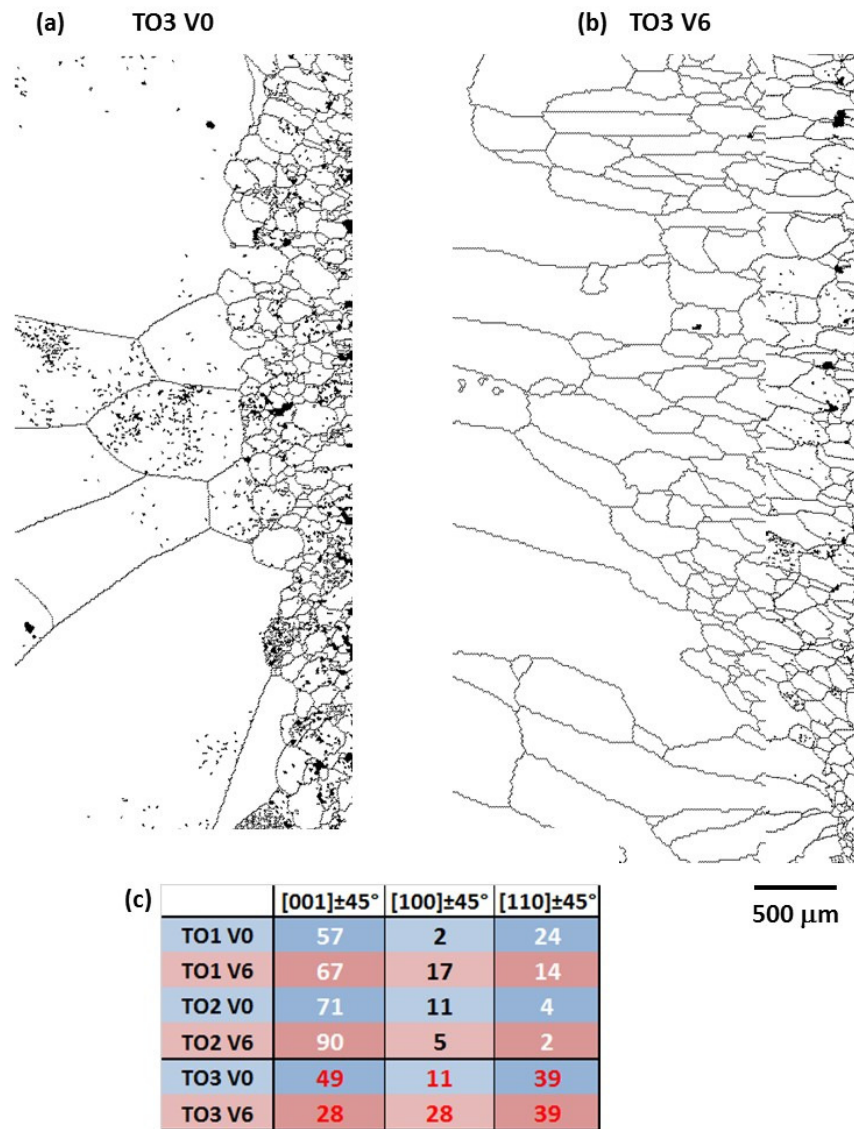 (a) TO3 V0 (b) TO3 V6
500 µm
(c) [001]±45° [100]±45° [110]±45°
TO1 V0 57 2 24
TO1 V6 67 17 14
TO2 V0 71 11 4
TO2 V6 90 5 2
TO3 V0 49 11 39
TO3 V6 28 28 39